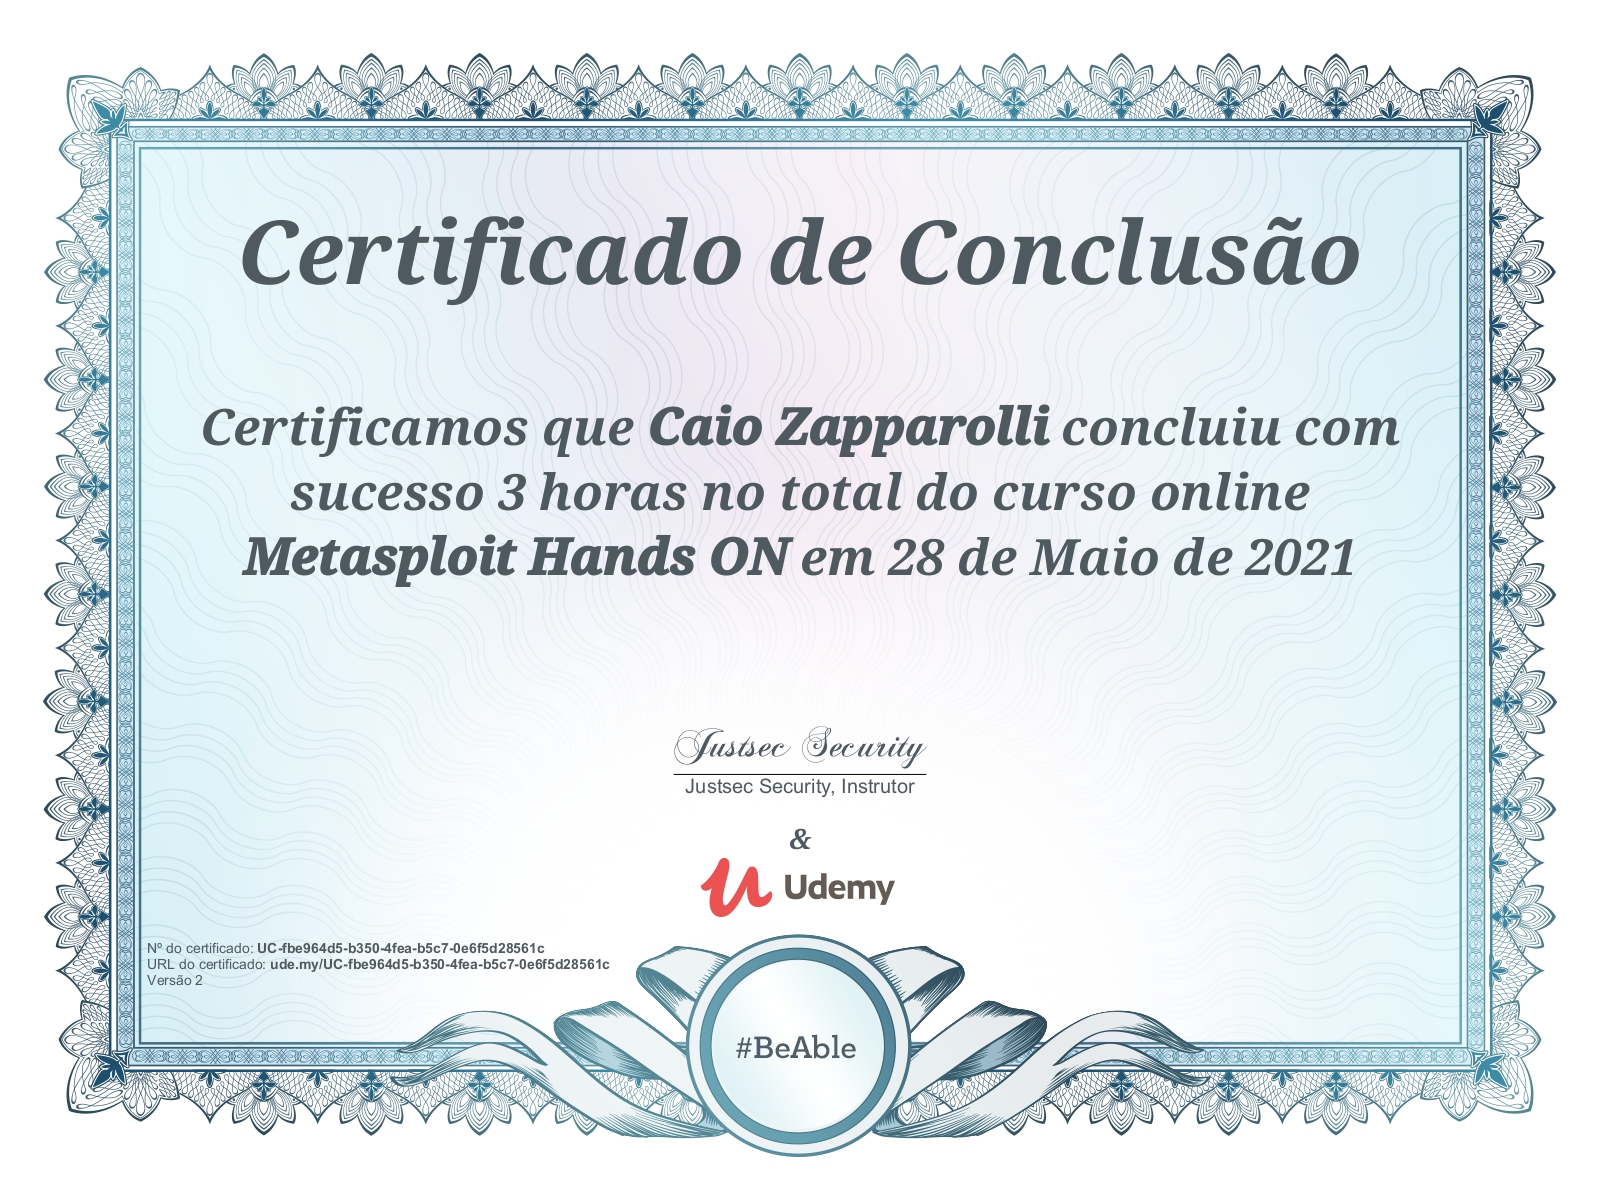 Certificado de Conclusão
Certificamos que Caio Zapparolli concluiu com
sucesso 3 horas no total do curso online
Metasploit Hands ON em 28 de Maio de 2021
Justsec Security
Justsec Security, Instrutor
&
Udemy
Nº do certificado: UC-fbe964d5-b350-4fea-b5c7-0e6f5d28561c
URL do certificado: ude.my/UC-fbe964d5-b350-4fea-b5c7-0e6f5d28561c
Versão 2
#BeAble